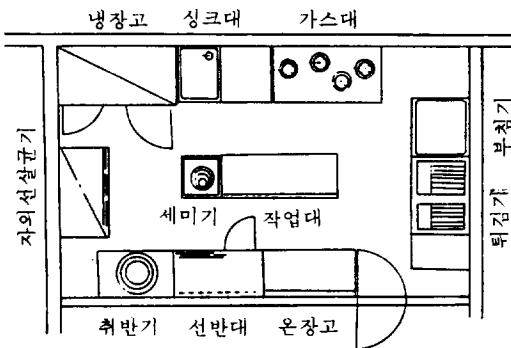 냉장고 싱크대 가스대
자외선살균기
부침기
튀김기
세미기 작업대
취반기 선반대 온장고